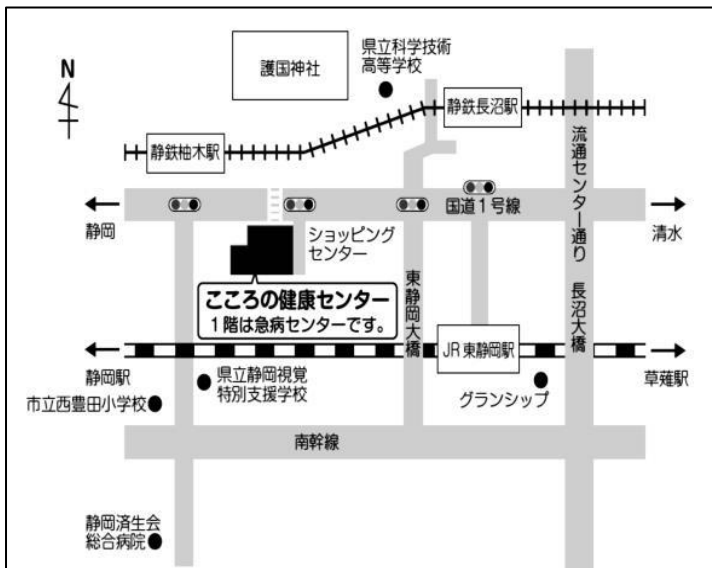 N
護国神社
県立科学技術
高等学校
静鉄長沼駅
静鉄柚木駅
流通センター通り
長沼大橋
国道1号線
静岡
清水
ショッピング
センター
こころの健康センター
1階は急病センターです。
東静岡大橋
JR東静岡駅
静岡駅
草薙駅
県立静岡視覚
特別支援学校
グランシップ
市立西豊田小学校
南幹線
静岡済生会
総合病院